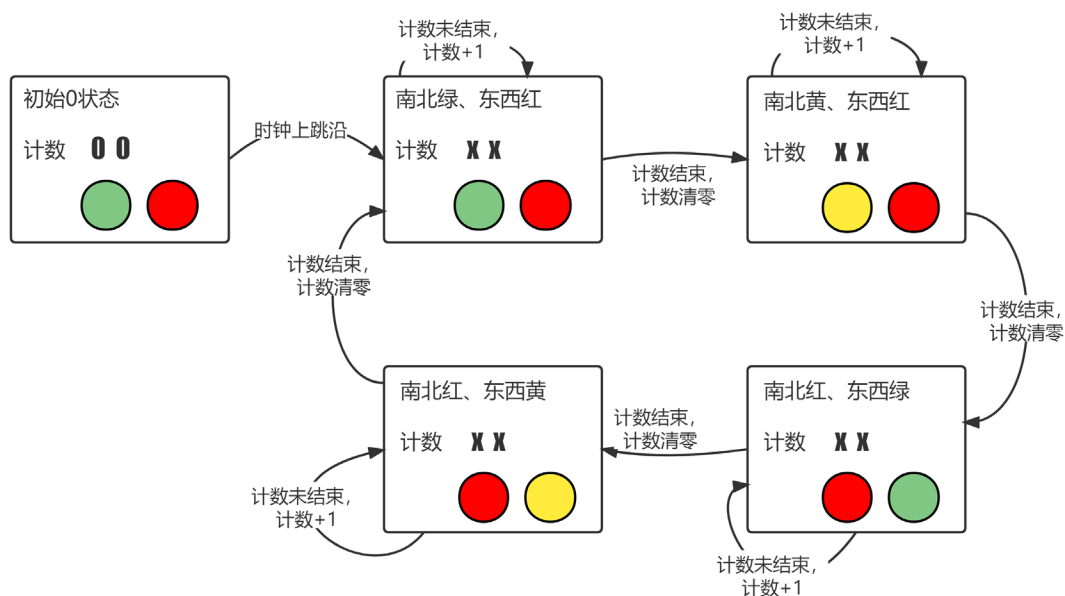 计数未结束，
计数+1
计数未结束，
计数+1
初始0状态
计数 0 0
时钟上跳沿
南北绿、东西红
计数 X X
计数结束，
计数清零
南北黄、东西红
计数 X X
计数结束，
计数清零
计数结束，
计数清零
南北红、东西黄
计数 X X
计数结束，
计数清零
南北红、东西绿
计数 X X
计数未结束，
计数+1
计数未结束，
计数+1